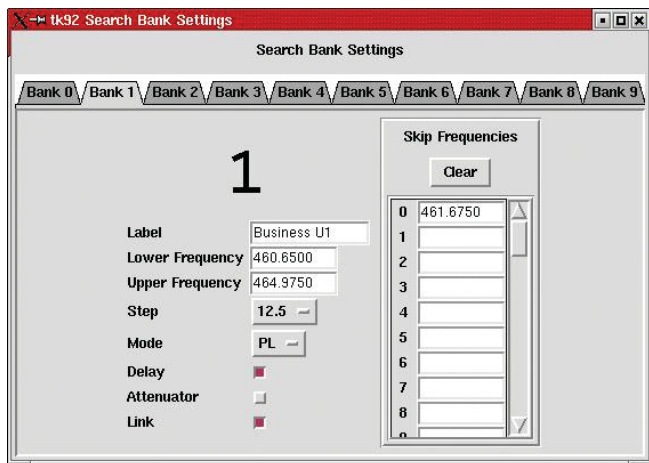 tk92 Search Bank Settings
Search Bank Settings
Bank 0 Bank 1 Bank 2 Bank 3 Bank 4 Bank 5 Bank 6 Bank 7 Bank 8 Bank 9
1
Label Business U1
Lower Frequency 460.6500
Upper Frequency 464.9750
Step 12.5
Mode PL
Delay
Attenuator
Link
Skip Frequencies
Clear
0 461.6750
1
2
3
4
5
6
7
8